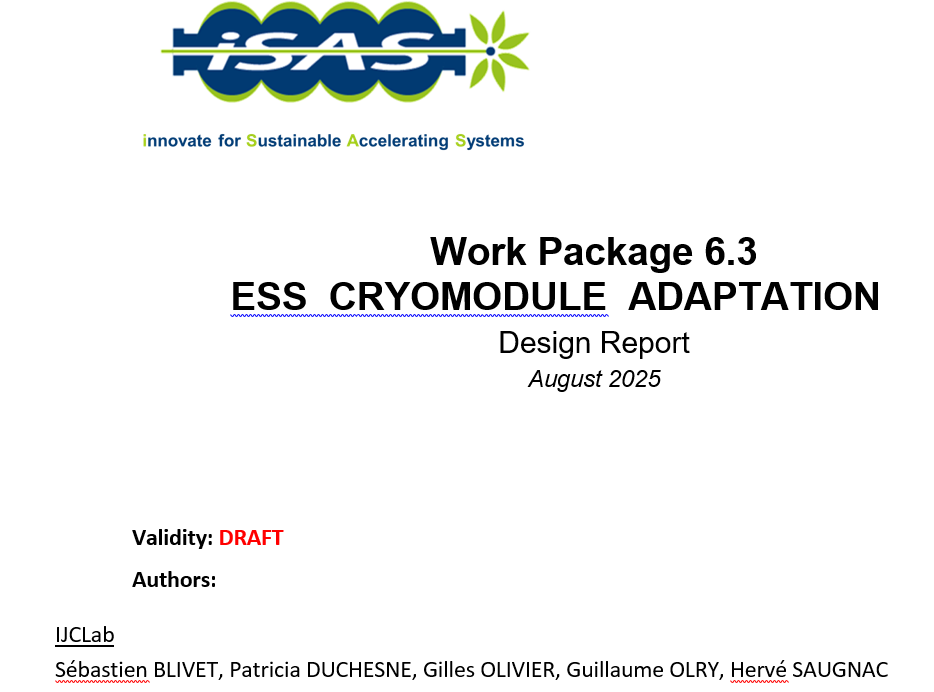 iSAS
innovate for Sustainable Accelerating Systems
Work Package 6.3
ESS CRYOMODULE ADAPTATION
Design Report
August 2025
Validity: DRAFT
Authors:
IJCLab
Sébastien BLIVET, Patricia DUCHESNE, Gilles OLIVIER, Guillaume OLRY, Hervé SAUGNAC